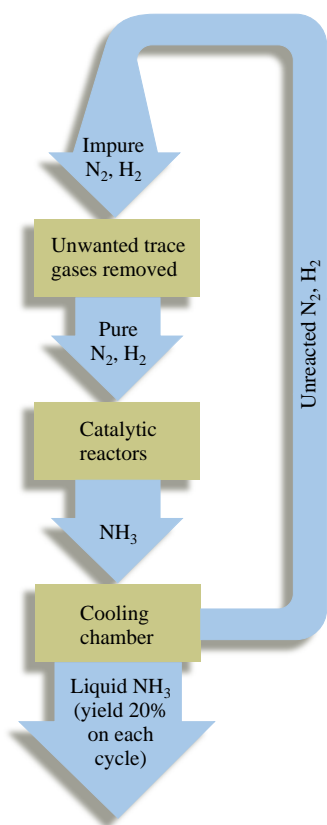 Impure
N₂, H₂
Unwanted trace
gases removed
Pure
N₂, H₂
Catalytic
reactors
NH₃
Cooling
chamber
Liquid NH₃
(yield 20%
on each
cycle)
Unreacted N₂, H₂